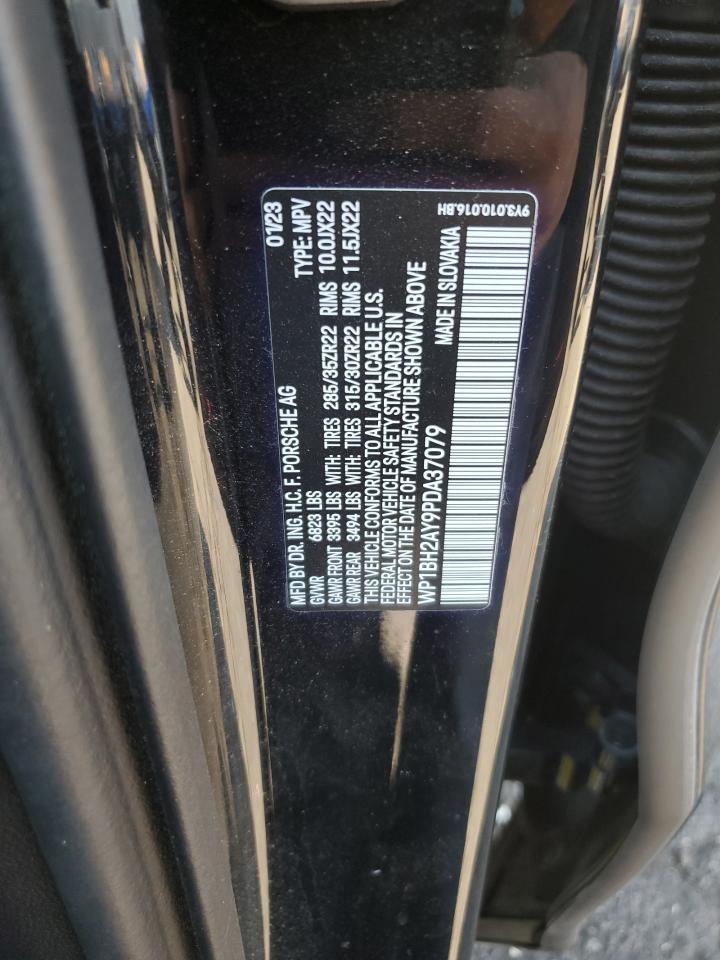 MFD BY DR. ING. H.C. F. PORSCHE AG 01/23
GVWR 6823 LBS TYPE: MPV
GAWR FRONT 3395 LBS WITH: TIRES 285/35ZR22 RIMS 10.0JX22
GAWR REAR 3494 LBS WITH: TIRES 315/30ZR22 RIMS 11.5JX22
THIS VEHICLE CONFORMS TO ALL APPLICABLE U.S.
FEDERAL MOTOR VEHICLE SAFETY STANDARDS IN
EFFECT ON THE DATE OF MANUFACTURE SHOWN ABOVE
WP1BH2AY9PDA37079 MADE IN SLOVAKIA
9Y3.010.016.BH